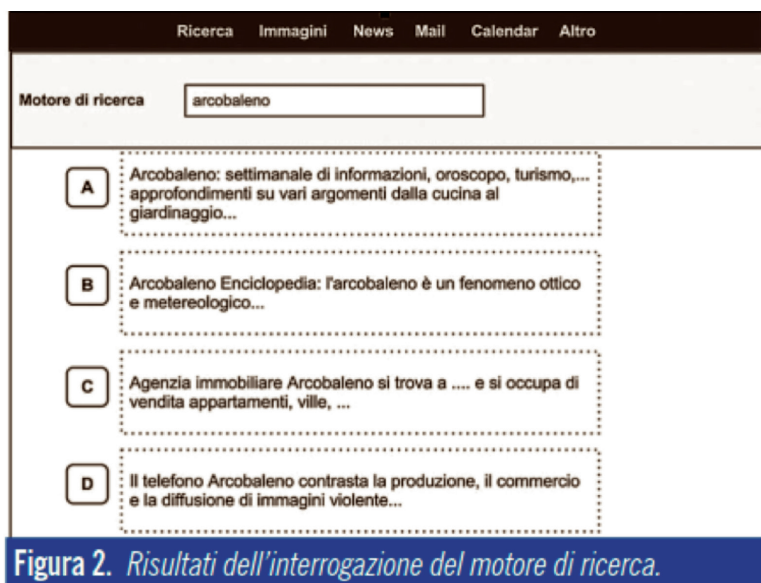 Ricerca Immagini News Mail Calendar Altro
Motore di ricerca arcobaleno
A Arcobaleno: settimanale di informazioni, oroscopo, turismo,...
approfondimenti su vari argomenti dalla cucina al
giardinaggio...
B Arcobaleno Enciclopedia: l'arcobaleno è un fenomeno ottico
e metereologico...
C Agenzia immobiliare Arcobaleno si trova a .... e si occupa di
vendita appartamenti, ville, ...
D Il telefono Arcobaleno contrasta la produzione, il commercio
e la diffusione di immagini violente...
Figura 2. Risultati dell'interrogazione del motore di ricerca.